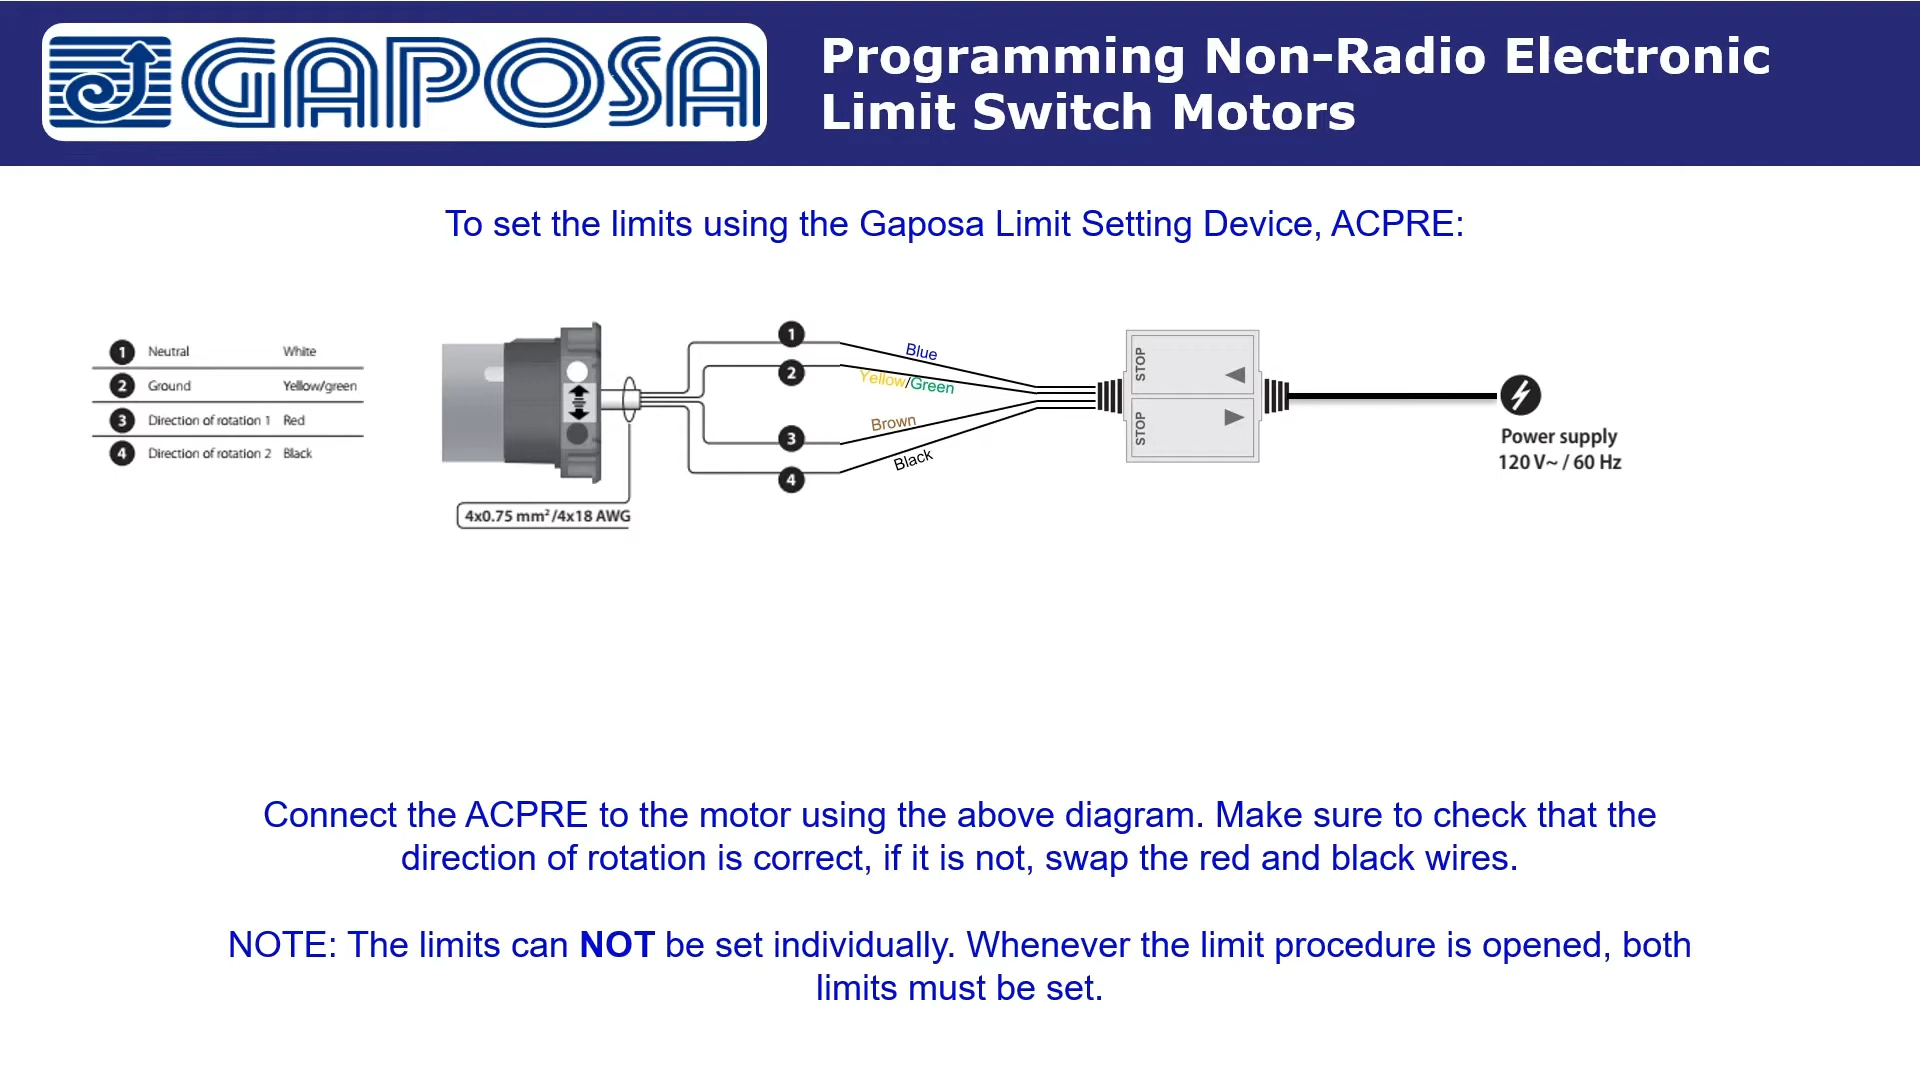 GAPOSA
Programming Non-Radio Electronic
Limit Switch Motors
To set the limits using the Gaposa Limit Setting Device, ACPRE:
1 Neutral White
2 Ground Yellow/green
3 Direction of rotation 1 Red
4 Direction of rotation 2 Black
4x0.75 mm²/4x18 AWG
1
2
3
4
Blue
Yellow/Green
Brown
Black
STOP
STOP
Power supply
120 V~ / 60 Hz
Connect the ACPRE to the motor using the above diagram. Make sure to check that the
direction of rotation is correct, if it is not, swap the red and black wires.
NOTE: The limits can NOT be set individually. Whenever the limit procedure is opened, both
limits must be set.